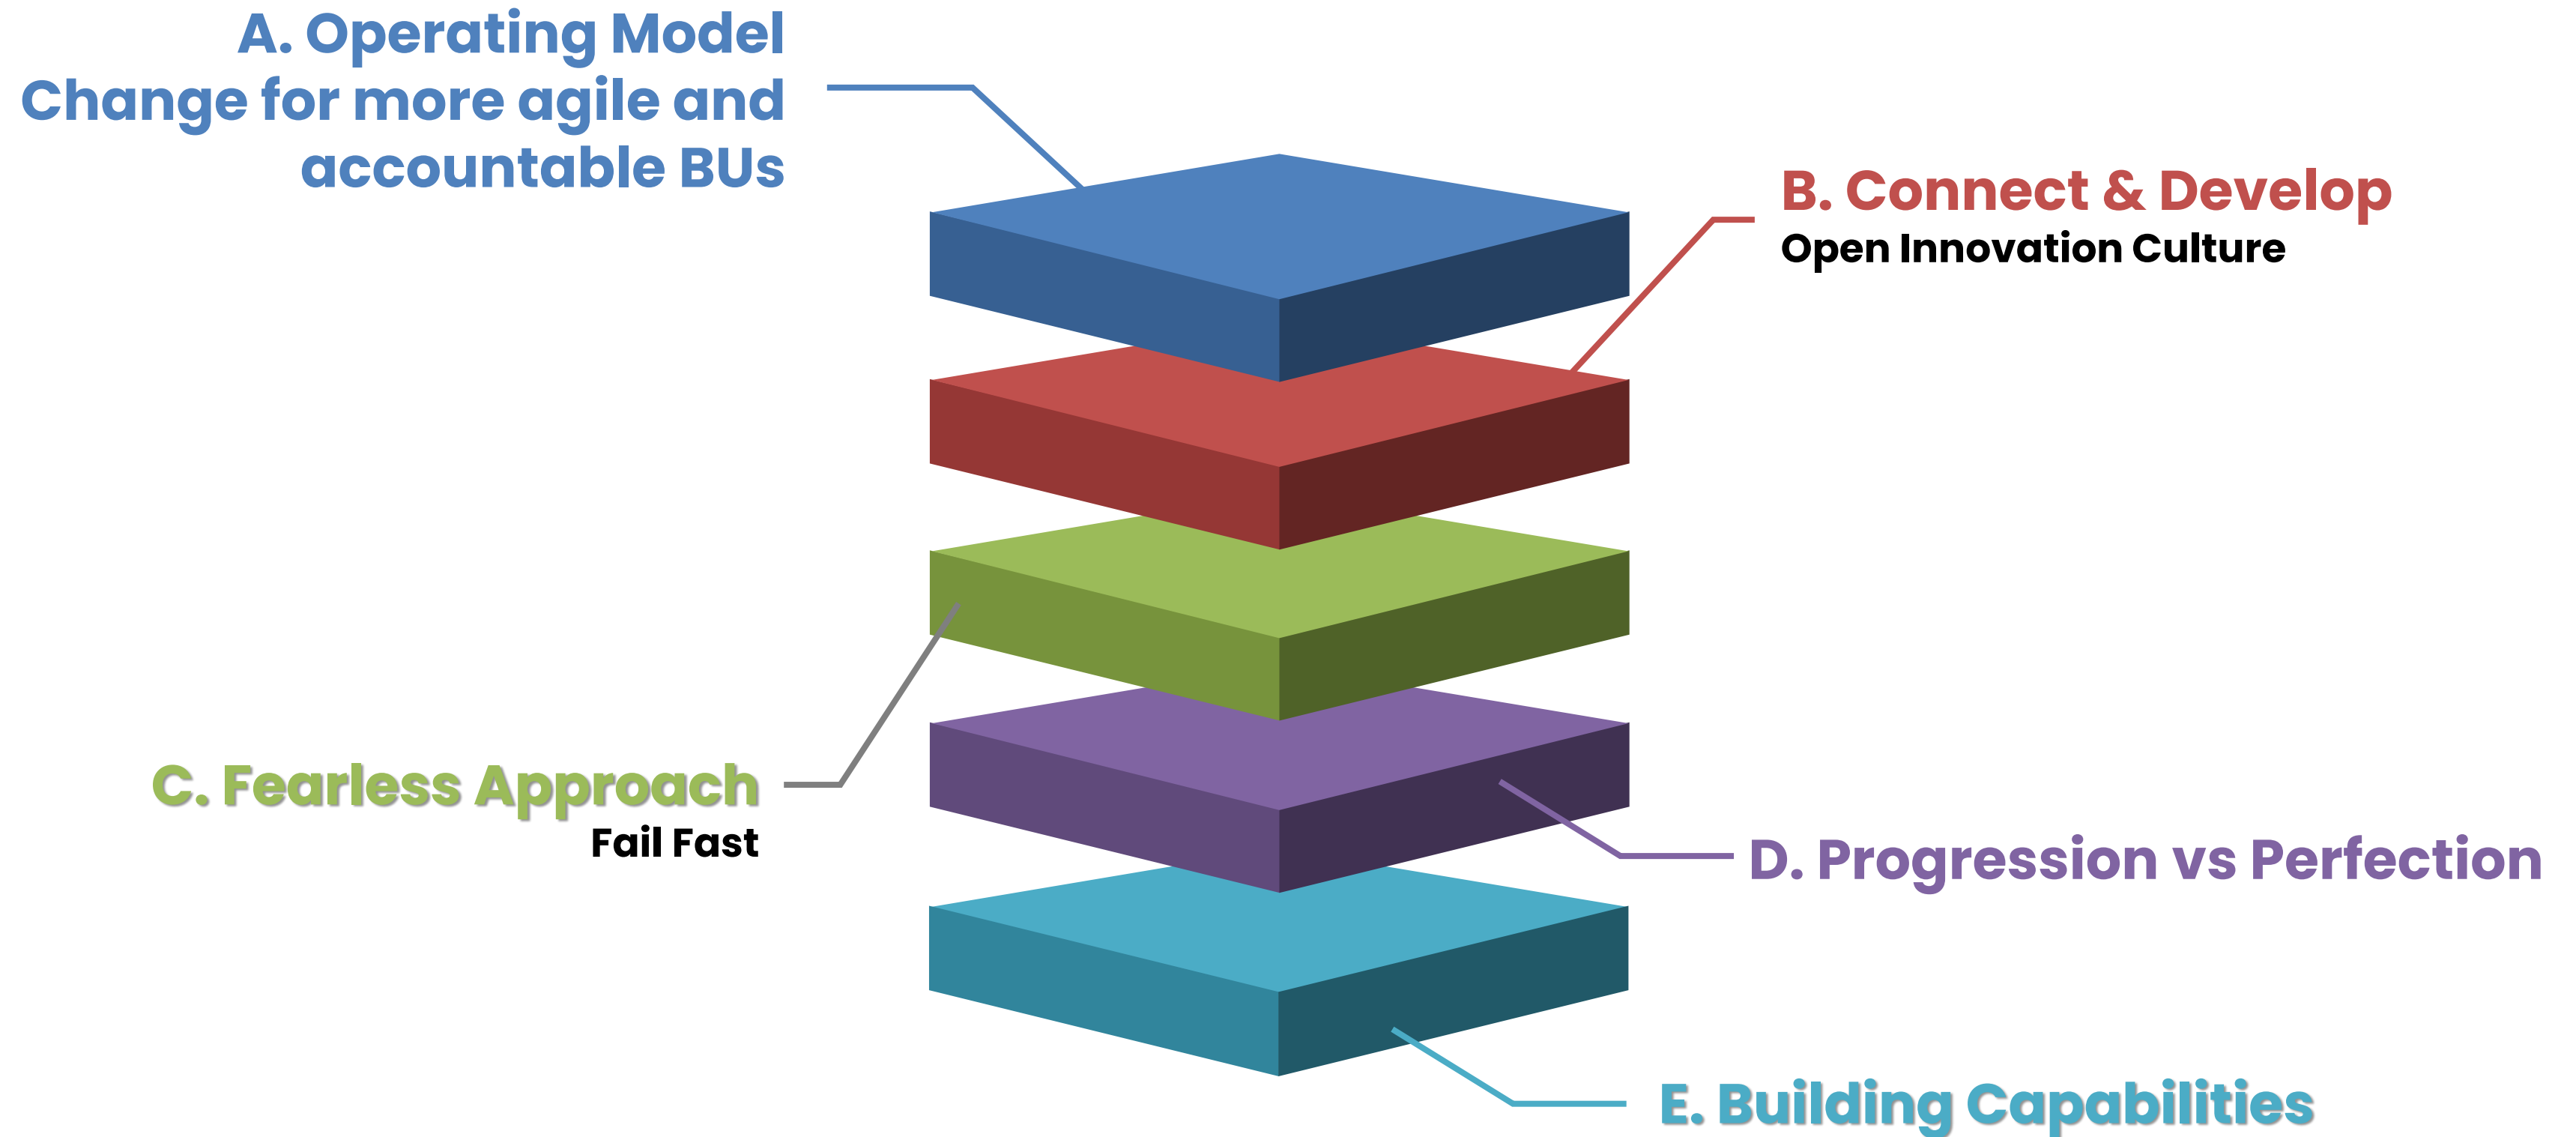 A. Operating Model
Change for more agile and
accountable BUs
B. Connect & Develop
Open Innovation Culture
C. Fearless Approach
Fail Fast
D. Progression vs Perfection
E. Building Capabilities